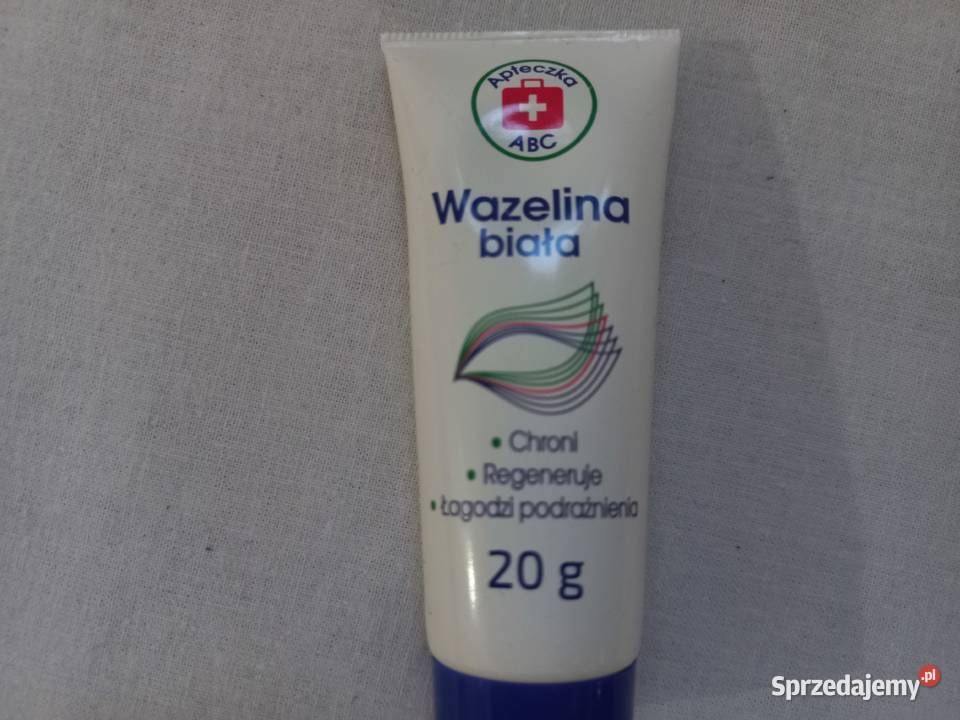 Apteczka
ABC
Wazelina
biała
• Chroni
• Regeneruje
• Łagodzi podrażnienia
20 g
Sprzedajemy.pl